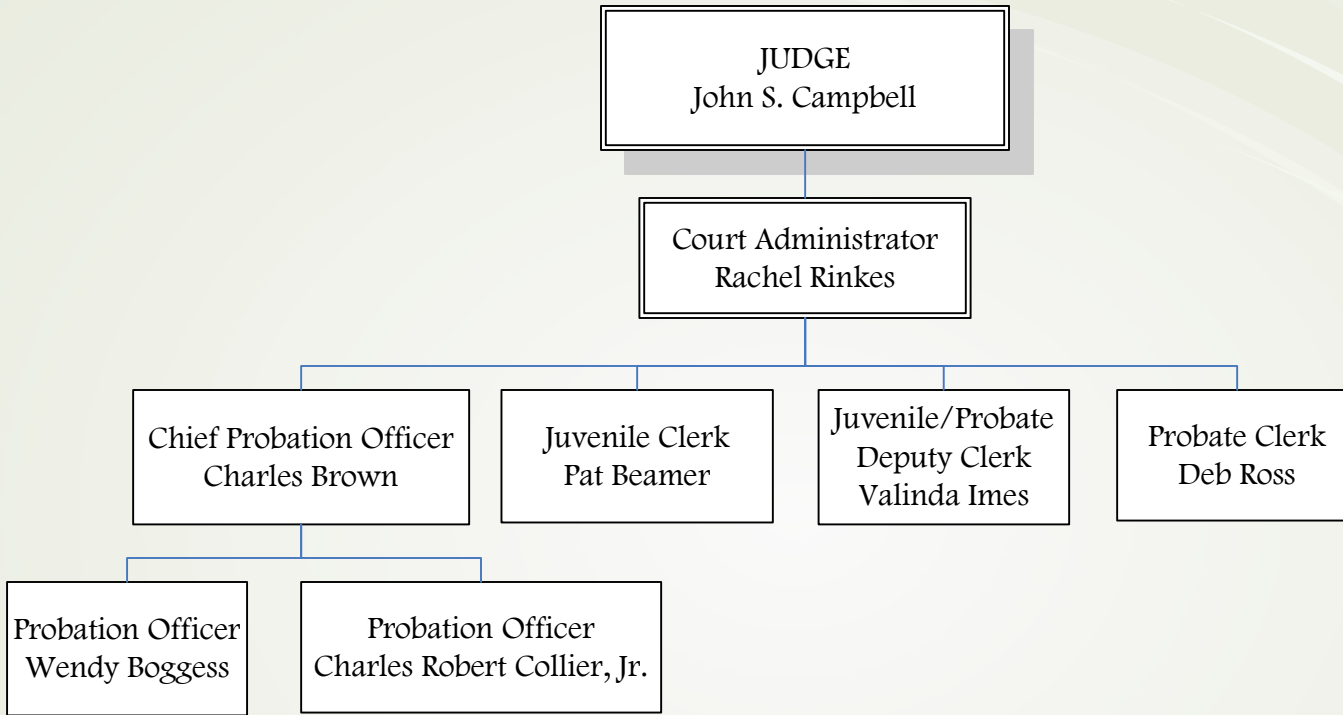 JUDGE
John S. Campbell
Court Administrator
Rachel Rinkes
Chief Probation Officer
Charles Brown
Juvenile Clerk
Pat Beamer
Juvenile/Probate
Deputy Clerk
Valinda Imes
Probate Clerk
Deb Ross
Probation Officer
Wendy Boggess
Probation Officer
Charles Robert Collier, Jr.